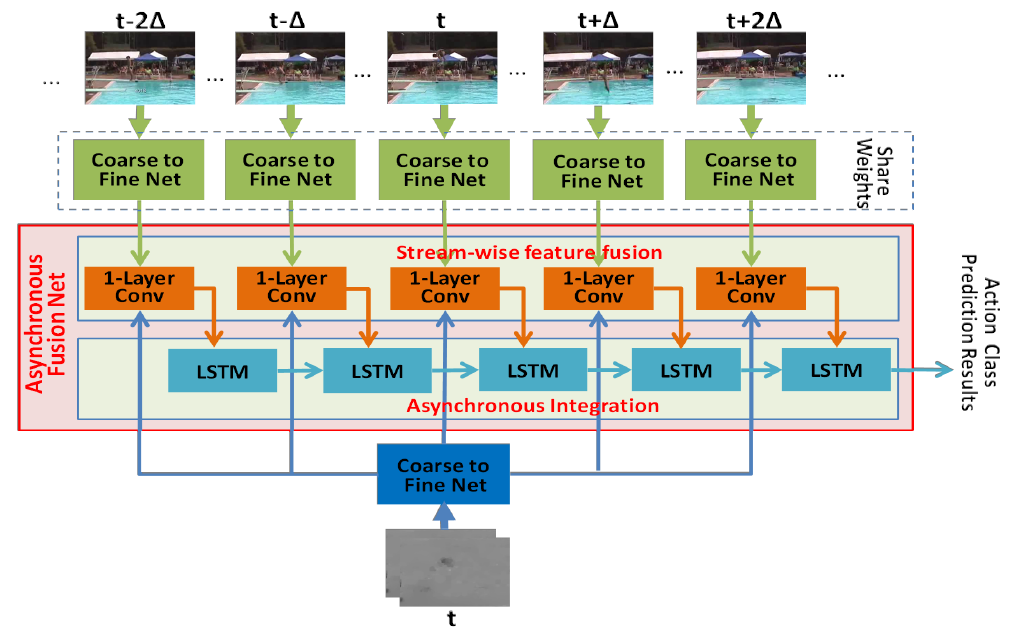 t-2Δ
t-Δ
t
t+Δ
t+2Δ
...
...
...
...
...
...
Coarse to
Fine Net
Coarse to
Fine Net
Coarse to
Fine Net
Coarse to
Fine Net
Coarse to
Fine Net
Share
Weights
Asynchronous
Fusion Net
Stream-wise feature fusion
1-Layer
Conv
1-Layer
Conv
1-Layer
Conv
1-Layer
Conv
1-Layer
Conv
LSTM
LSTM
LSTM
LSTM
LSTM
Asynchronous Integration
Action Class
Prediction Results
Coarse to
Fine Net
t